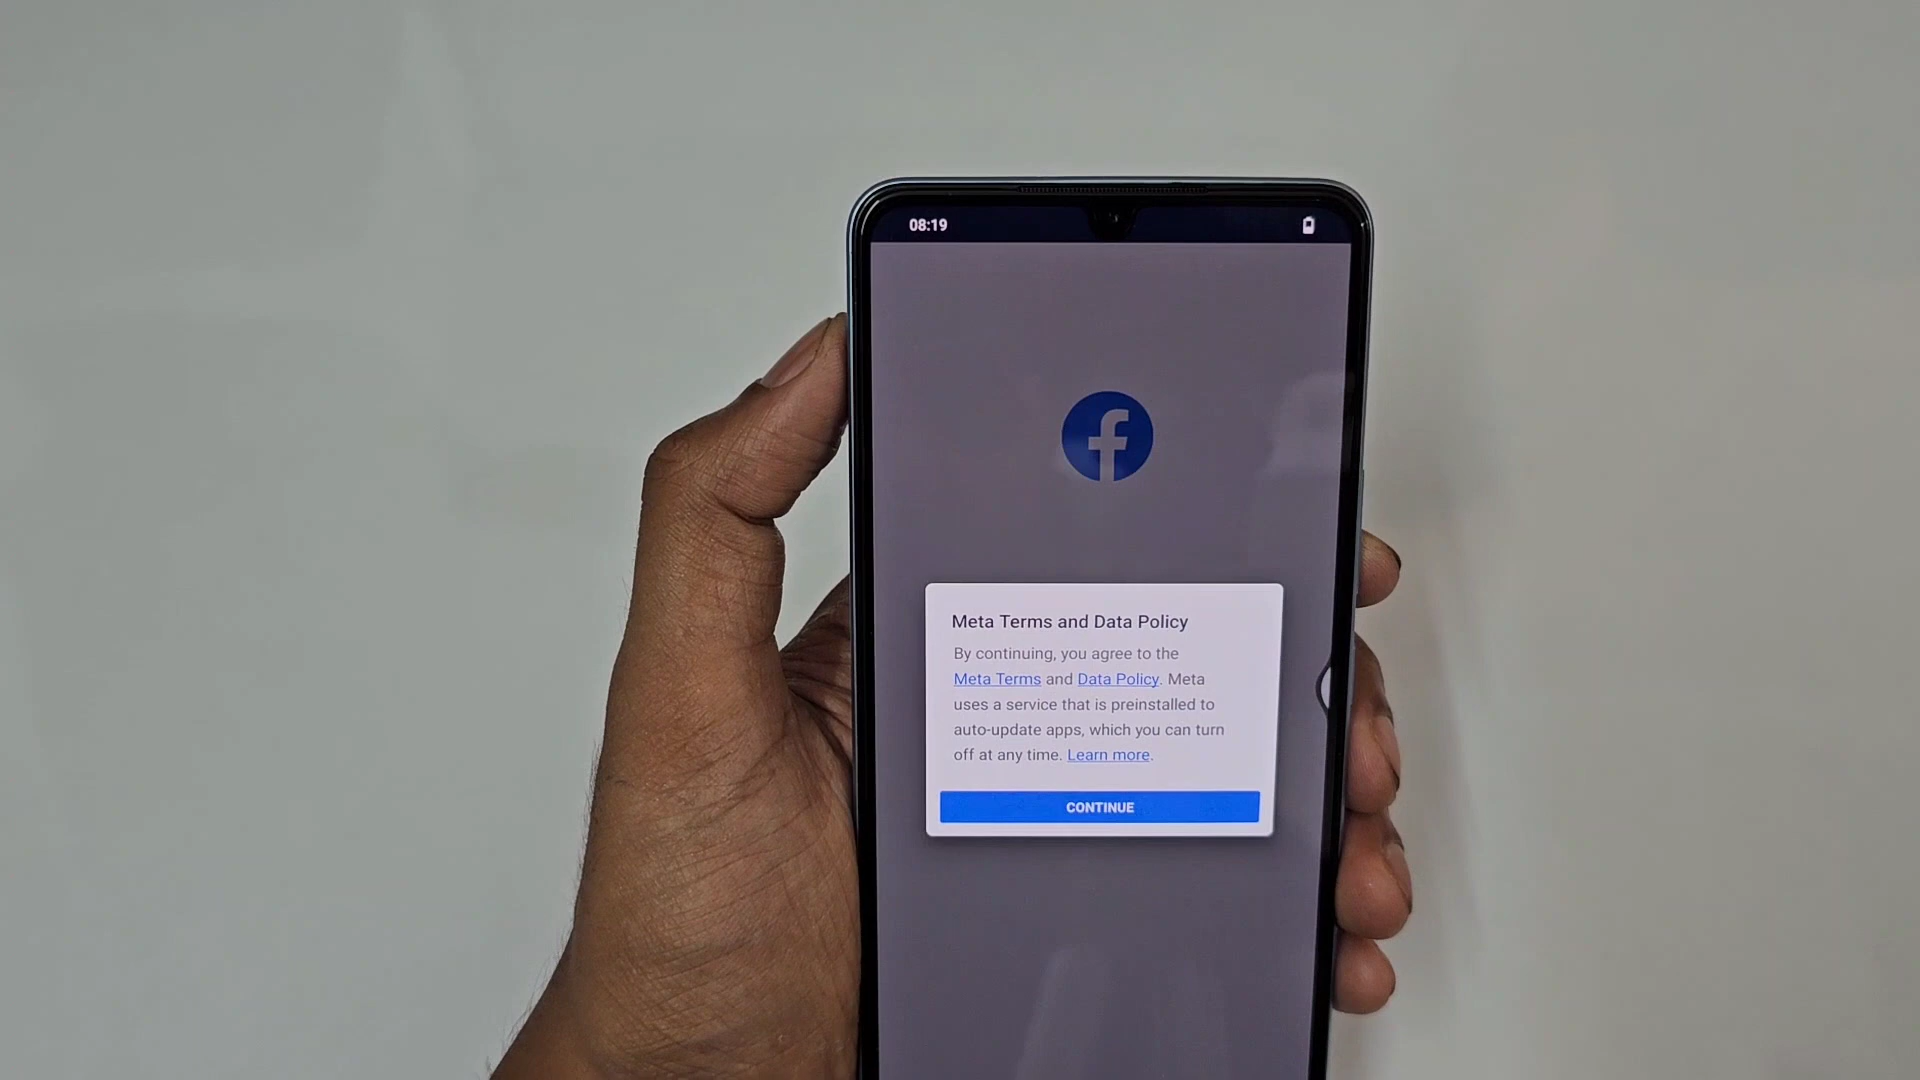 08:19
Meta Terms and Data Policy
By continuing, you agree to the
Meta Terms and Data Policy. Meta
uses a service that is preinstalled to
auto-update apps, which you can turn
off at any time. Learn more.
CONTINUE